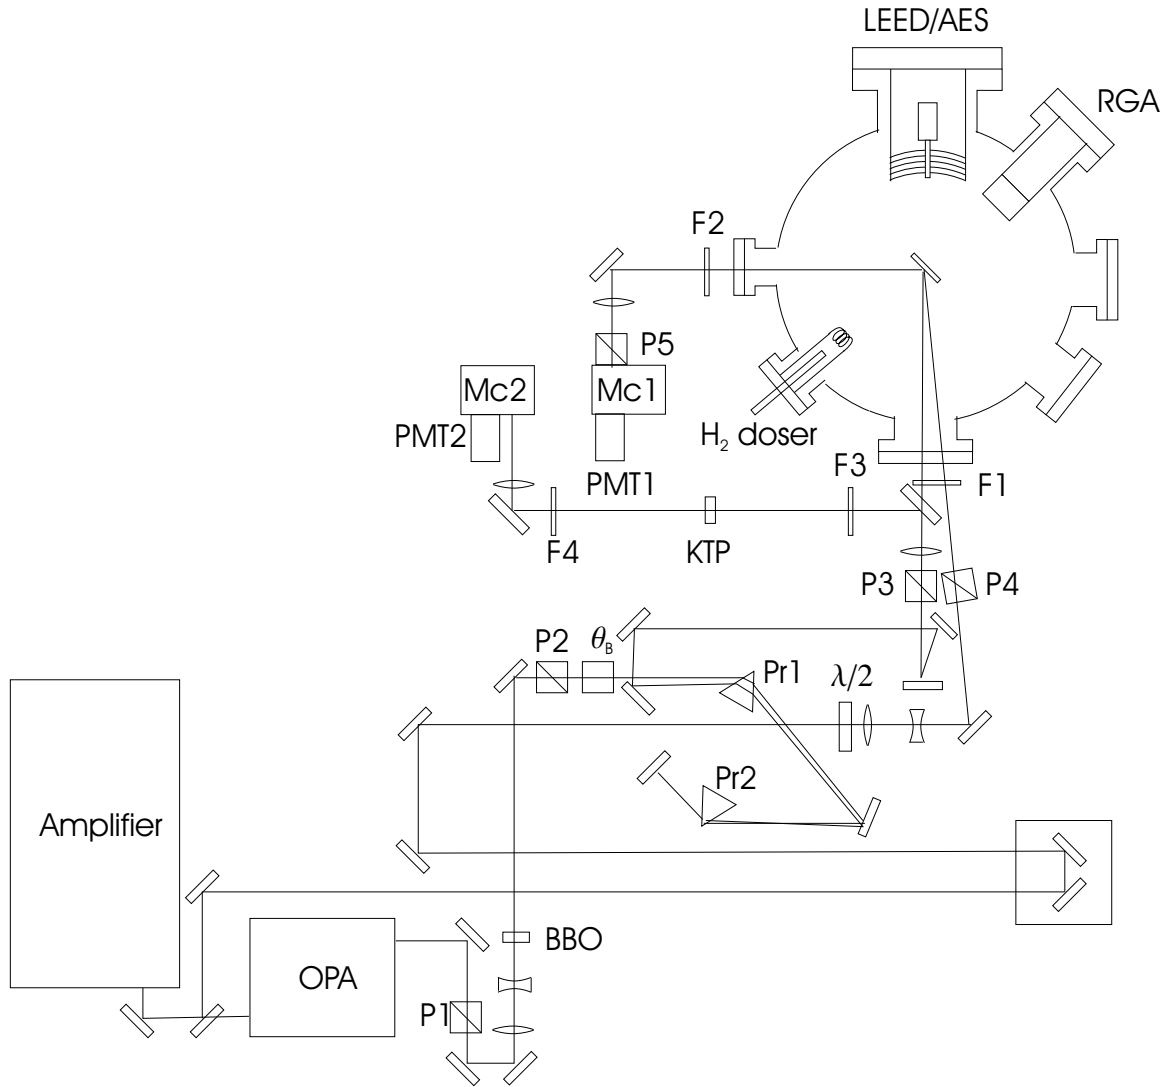 LEED/AES
RGA
F2
P5
Mc2
Mc1
H₂ doser
PMT2
PMT1
F3
F1
F4
KTP
P3
P4
P2
θ_B
Pr1
λ/2
Pr2
Amplifier
BBO
OPA
P1